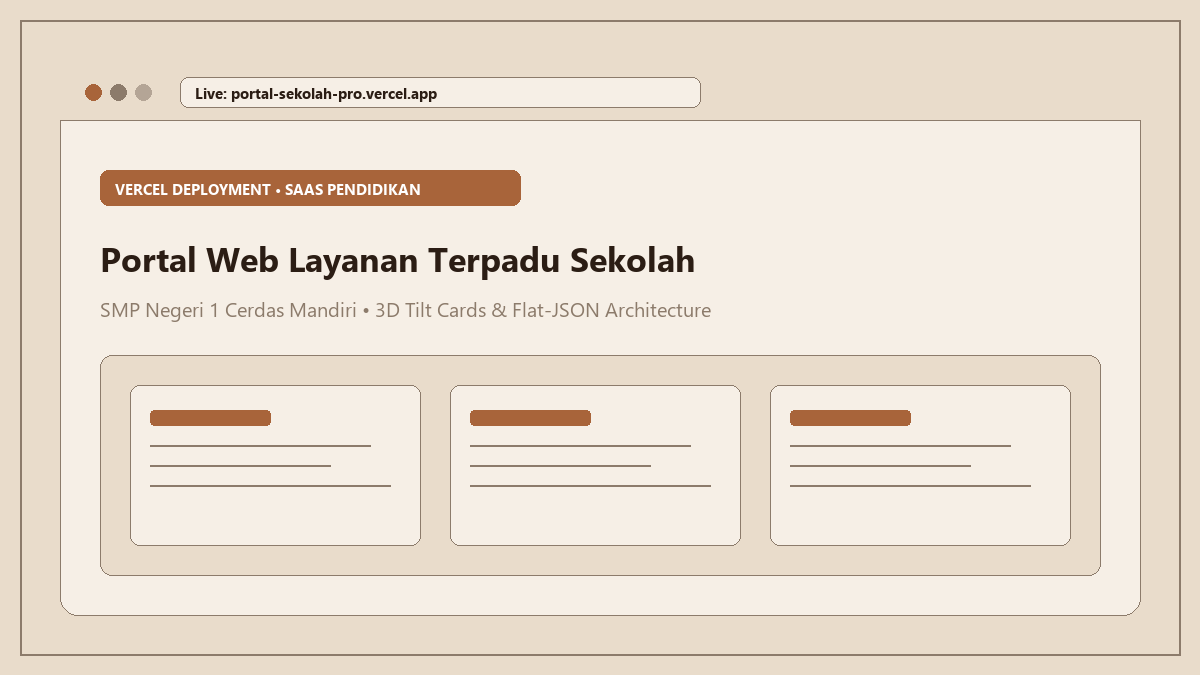 Live: portal-sekolah-pro.vercel.app
VERCEL DEPLOYMENT • SAAS PENDIDIKAN
Portal Web Layanan Terpadu Sekolah
SMP Negeri 1 Cerdas Mandiri • 3D Tilt Cards & Flat-JSON Architecture